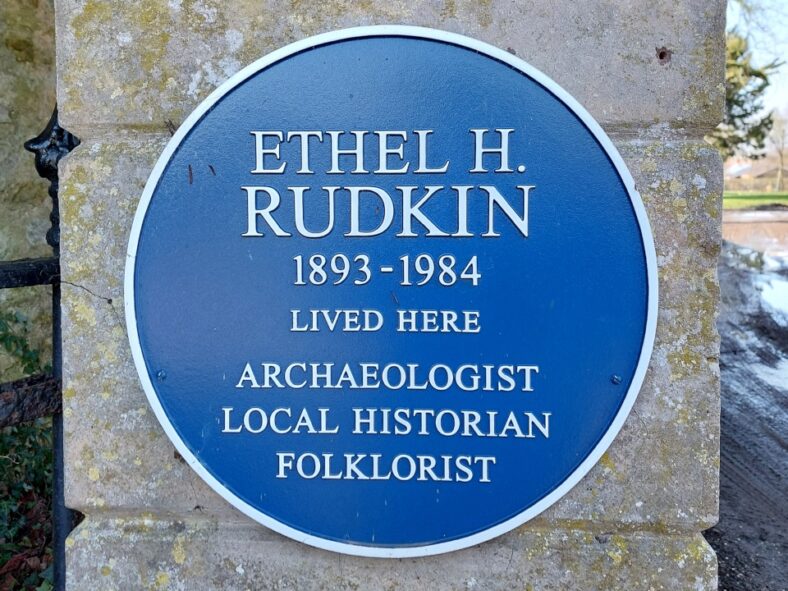 ETHEL H.
RUDKIN
1893-1984
LIVED HERE
ARCHAEOLOGIST
LOCAL HISTORIAN
FOLKLORIST